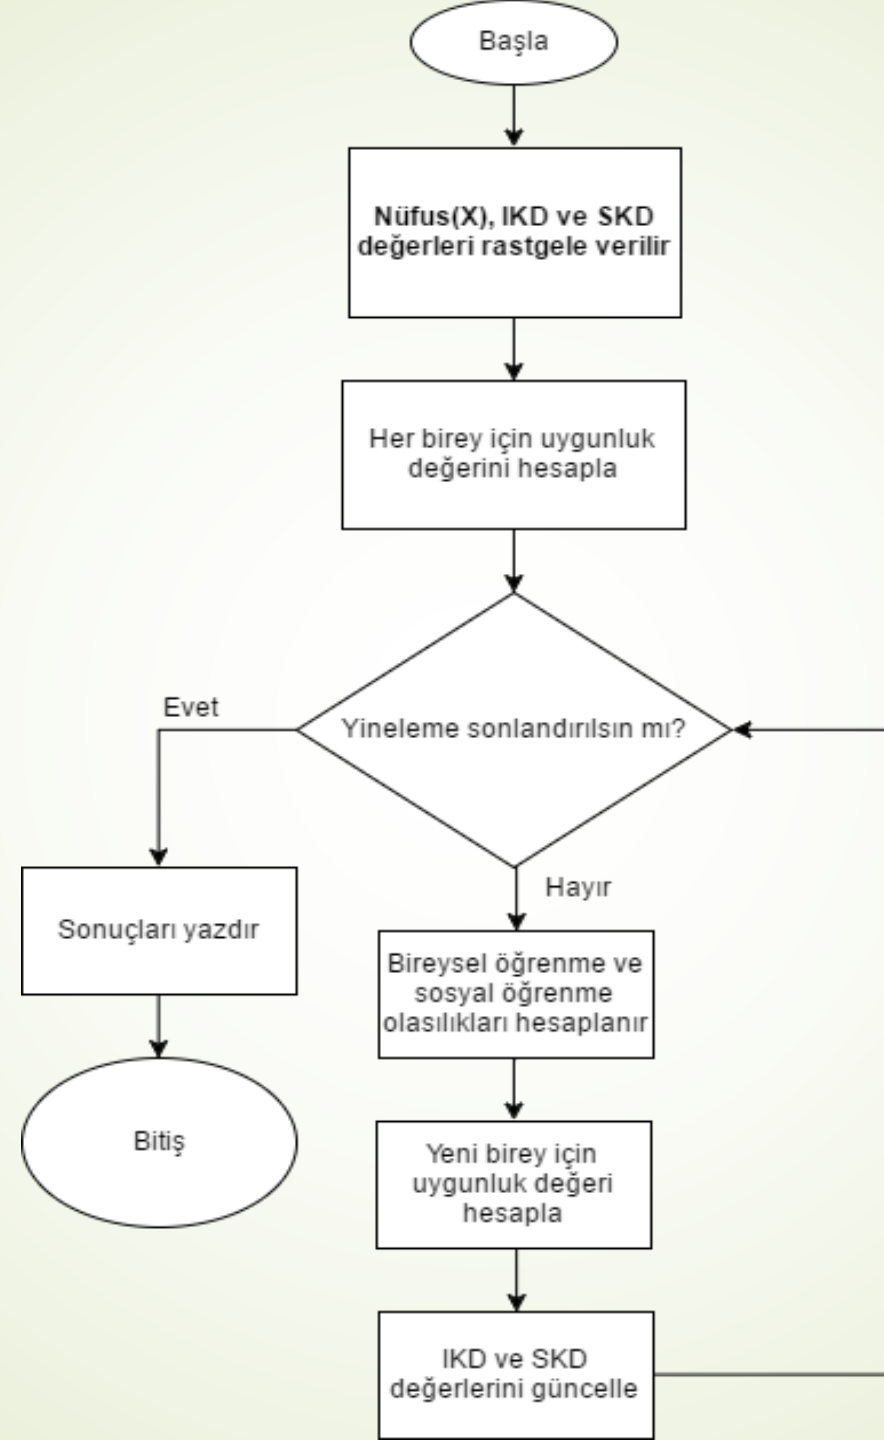 Başla
Nüfus(X), IKD ve SKD
değerleri rastgele verilir
Her birey için uygunluk
değerini hesapla
Yineleme sonlandırılsın mı?
Evet
Hayır
Sonuçları yazdır
Bitiş
Bireysel öğrenme ve
sosyal öğrenme
olasılıkları hesaplanır
Yeni birey için
uygunluk değeri
hesapla
IKD ve SKD
değerlerini güncelle